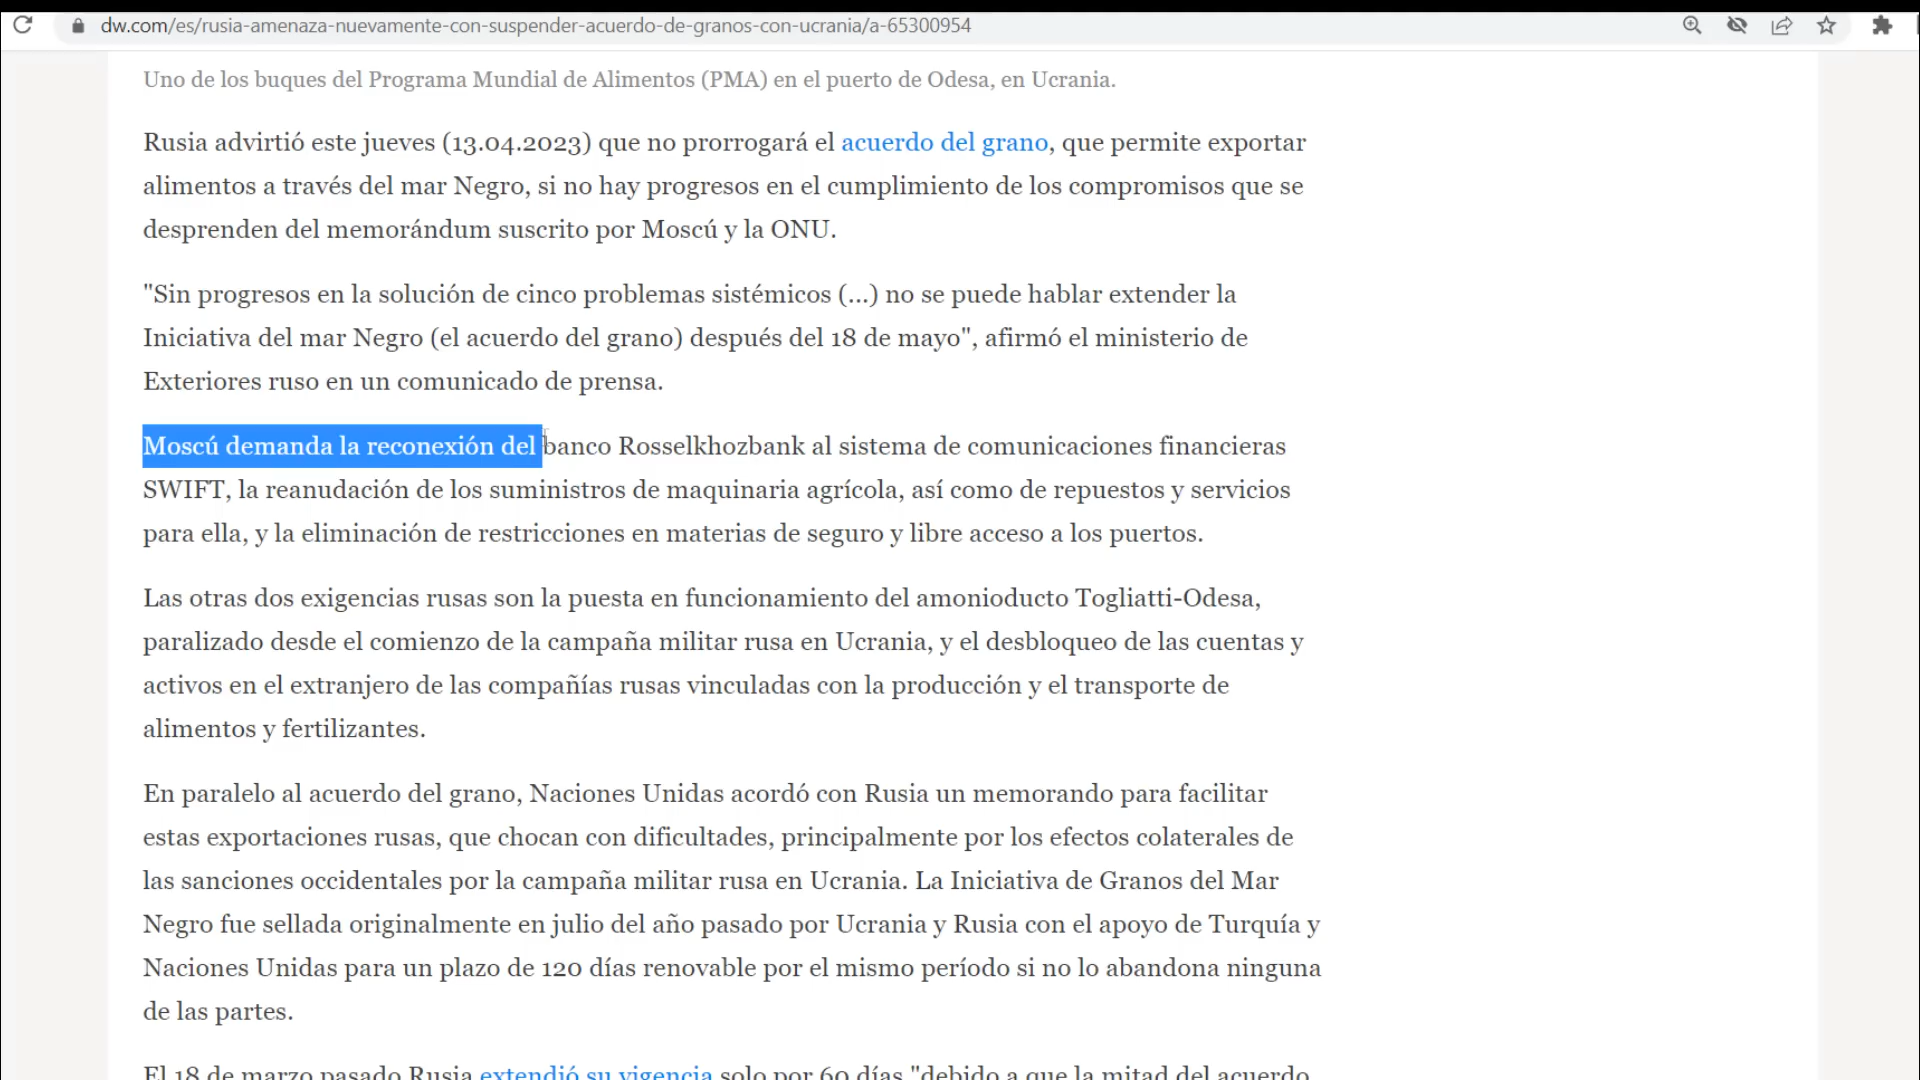 dw.com/es/rusia-amenaza-nuevamente-con-suspender-acuerdo-de-granos-con-ucrania/a-65300954
Uno de los buques del Programa Mundial de Alimentos (PMA) en el puerto de Odesa, en Ucrania.
Rusia advirtió este jueves (13.04.2023) que no prorrogará el acuerdo del grano, que permite exportar
alimentos a través del mar Negro, si no hay progresos en el cumplimiento de los compromisos que se
desprenden del memorándum suscrito por Moscú y la ONU.
"Sin progresos en la solución de cinco problemas sistémicos (...) no se puede hablar extender la
Iniciativa del mar Negro (el acuerdo del grano) después del 18 de mayo", afirmó el ministerio de
Exteriores ruso en un comunicado de prensa.
Moscú demanda la reconexión del banco Rosselkhozbank al sistema de comunicaciones financieras
SWIFT, la reanudación de los suministros de maquinaria agrícola, así como de repuestos y servicios
para ella, y la eliminación de restricciones en materias de seguro y libre acceso a los puertos.
Las otras dos exigencias rusas son la puesta en funcionamiento del amonioducto Togliatti-Odesa,
paralizado desde el comienzo de la campaña militar rusa en Ucrania, y el desbloqueo de las cuentas y
activos en el extranjero de las compañías rusas vinculadas con la producción y el transporte de
alimentos y fertilizantes.
En paralelo al acuerdo del grano, Naciones Unidas acordó con Rusia un memorando para facilitar
estas exportaciones rusas, que chocan con dificultades, principalmente por los efectos colaterales de
las sanciones occidentales por la campaña militar rusa en Ucrania. La Iniciativa de Granos del Mar
Negro fue sellada originalmente en julio del año pasado por Ucrania y Rusia con el apoyo de Turquía y
Naciones Unidas para un plazo de 120 días renovable por el mismo período si no lo abandona ninguna
de las partes.
El 18 de marzo pasado Rusia extendió su vigencia solo por 60 días "debido a que la mitad del acuerdo